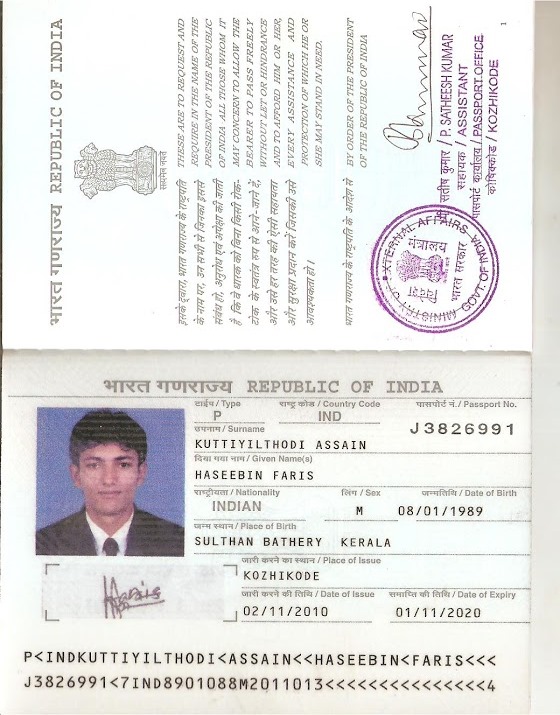 भारत गणराज्य REPUBLIC OF INDIA
सत्यमेव जयते
इसके द्वारा, भारत गणराज्य के राष्ट्रपति
के नाम पर, उन सभी से जिनका इससे
संबंध हो, अनुरोध एवं अपेक्षा की जाती
है कि वे धारक को बिना किसी रोक-
टोक के स्वतंत्र रूप से आने-जाने दें,
और उसे हर तरह की ऐसी सहायता
और सुरक्षा प्रदान करें जिसकी उसे
आवश्यकता हो।
भारत गणराज्य के राष्ट्रपति के आदेश से
THESE ARE TO REQUEST AND
REQUIRE IN THE NAME OF THE
PRESIDENT OF THE REPUBLIC
OF INDIA ALL THOSE WHOM IT
MAY CONCERN TO ALLOW THE
BEARER TO PASS FREELY
WITHOUT LET OR HINDRANCE
AND TO AFFORD HIM OR HER,
EVERY ASSISTANCE AND
PROTECTION OF WHICH HE OR
SHE MAY STAND IN NEED.
BY ORDER OF THE PRESIDENT
OF THE REPUBLIC OF INDIA
MINISTRY OF EXTERNAL AFFAIRS
GOVT. OF INDIA
विदेश मंत्रालय
भारत सरकार
सतीष कुमार / P. SATHEESH KUMAR
सहायक / ASSISTANT
पासपोर्ट कार्यालय / PASSPORT OFFICE
कोषिक्कोड / KOZHIKODE
1
भारत गणराज्य REPUBLIC OF INDIA
टाईप / Type राष्ट्र कोड / Country Code पासपोर्ट नं. / Passport No.
P IND J3826991
उपनाम / Surname
KUTTIYILTHODI ASSAIN
दिया गया नाम / Given Name(s)
HASEEBIN FARIS
राष्ट्रीयता / Nationality लिंग / Sex जन्मतिथि / Date of Birth
INDIAN M 08/01/1989
जन्म स्थान / Place of Birth
SULTHAN BATHERY KERALA
जारी करने का स्थान / Place of Issue
KOZHIKODE
जारी करने की तिथि / Date of Issue समाप्ति की तिथि / Date of Expiry
02/11/2010 01/11/2020
P<INDKUTTIYILTHODI<ASSAIN<<HASEEBIN<FARIS<<<
J3826991<7IND8901088M2011013<<<<<<<<<<<<<<<4